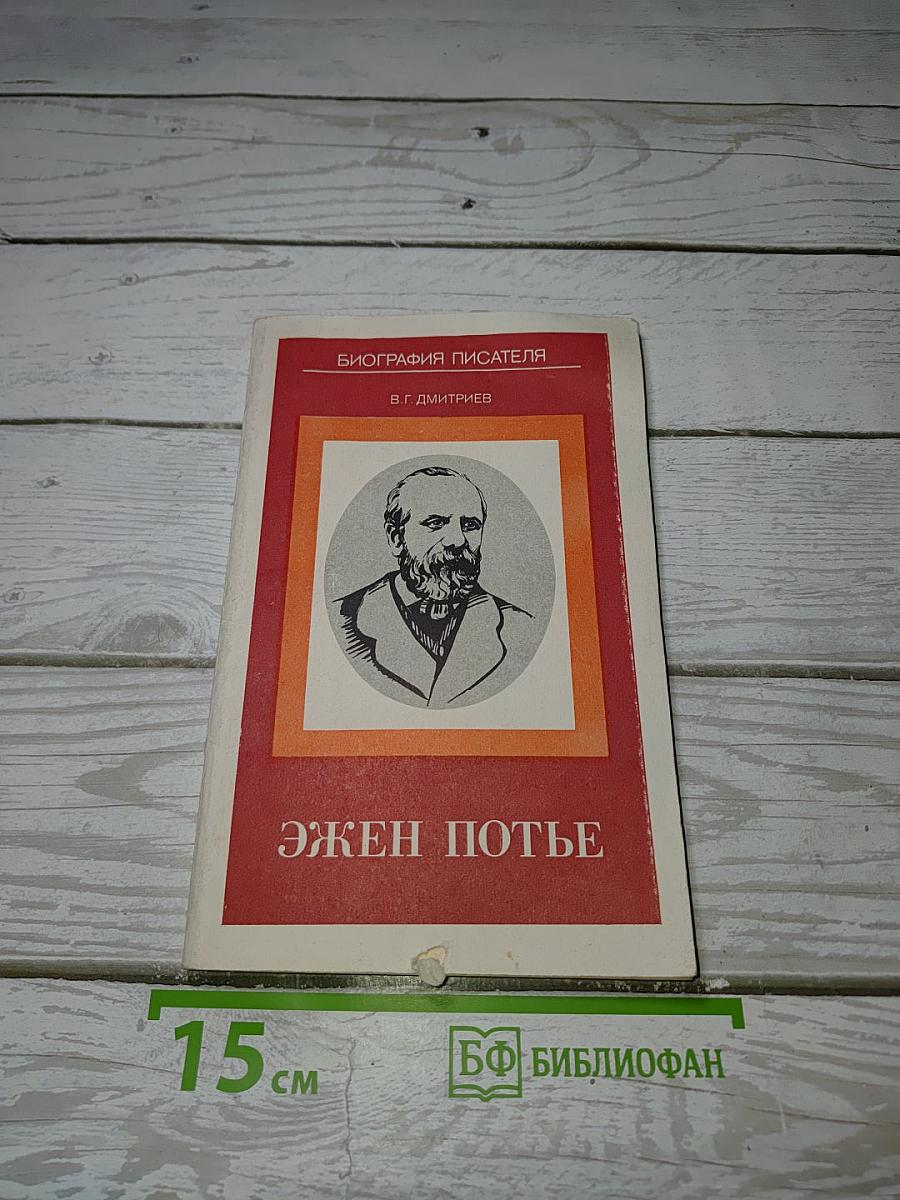 БИОГРАФИЯ ПИСАТЕЛЯ
В. Г. ДМИТРИЕВ
ЭЖЕН ПОТЬЕ
15 см
БФ БИБЛИОФАН